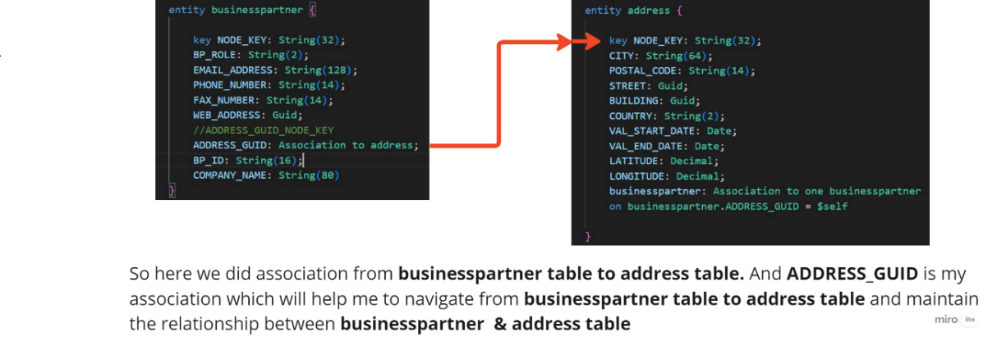 entity businesspartner {
key NODE_KEY: String(32);
BP_ROLE: String(2);
EMAIL_ADDRESS: String(128);
PHONE_NUMBER: String(14);
FAX_NUMBER: String(14);
WEB_ADDRESS: Guid;
//ADDRESS_GUID_NODE_KEY
ADDRESS_GUID: Association to address;
BP_ID: String(16);
COMPANY_NAME: String(80)
}
entity address {
key NODE_KEY: String(32);
CITY: String(64);
POSTAL_CODE: String(14);
STREET: Guid;
BUILDING: Guid;
COUNTRY: String(2);
VAL_START_DATE: Date;
VAL_END_DATE: Date;
LATITUDE: Decimal;
LONGITUDE: Decimal;
businesspartner: Association to one businesspartner
on businesspartner.ADDRESS_GUID = $self
}
So here we did association from businesspartner table to address table. And ADDRESS_GUID is my
association which will help me to navigate from businesspartner table to address table and maintain
the relationship between businesspartner & address table
miro lite